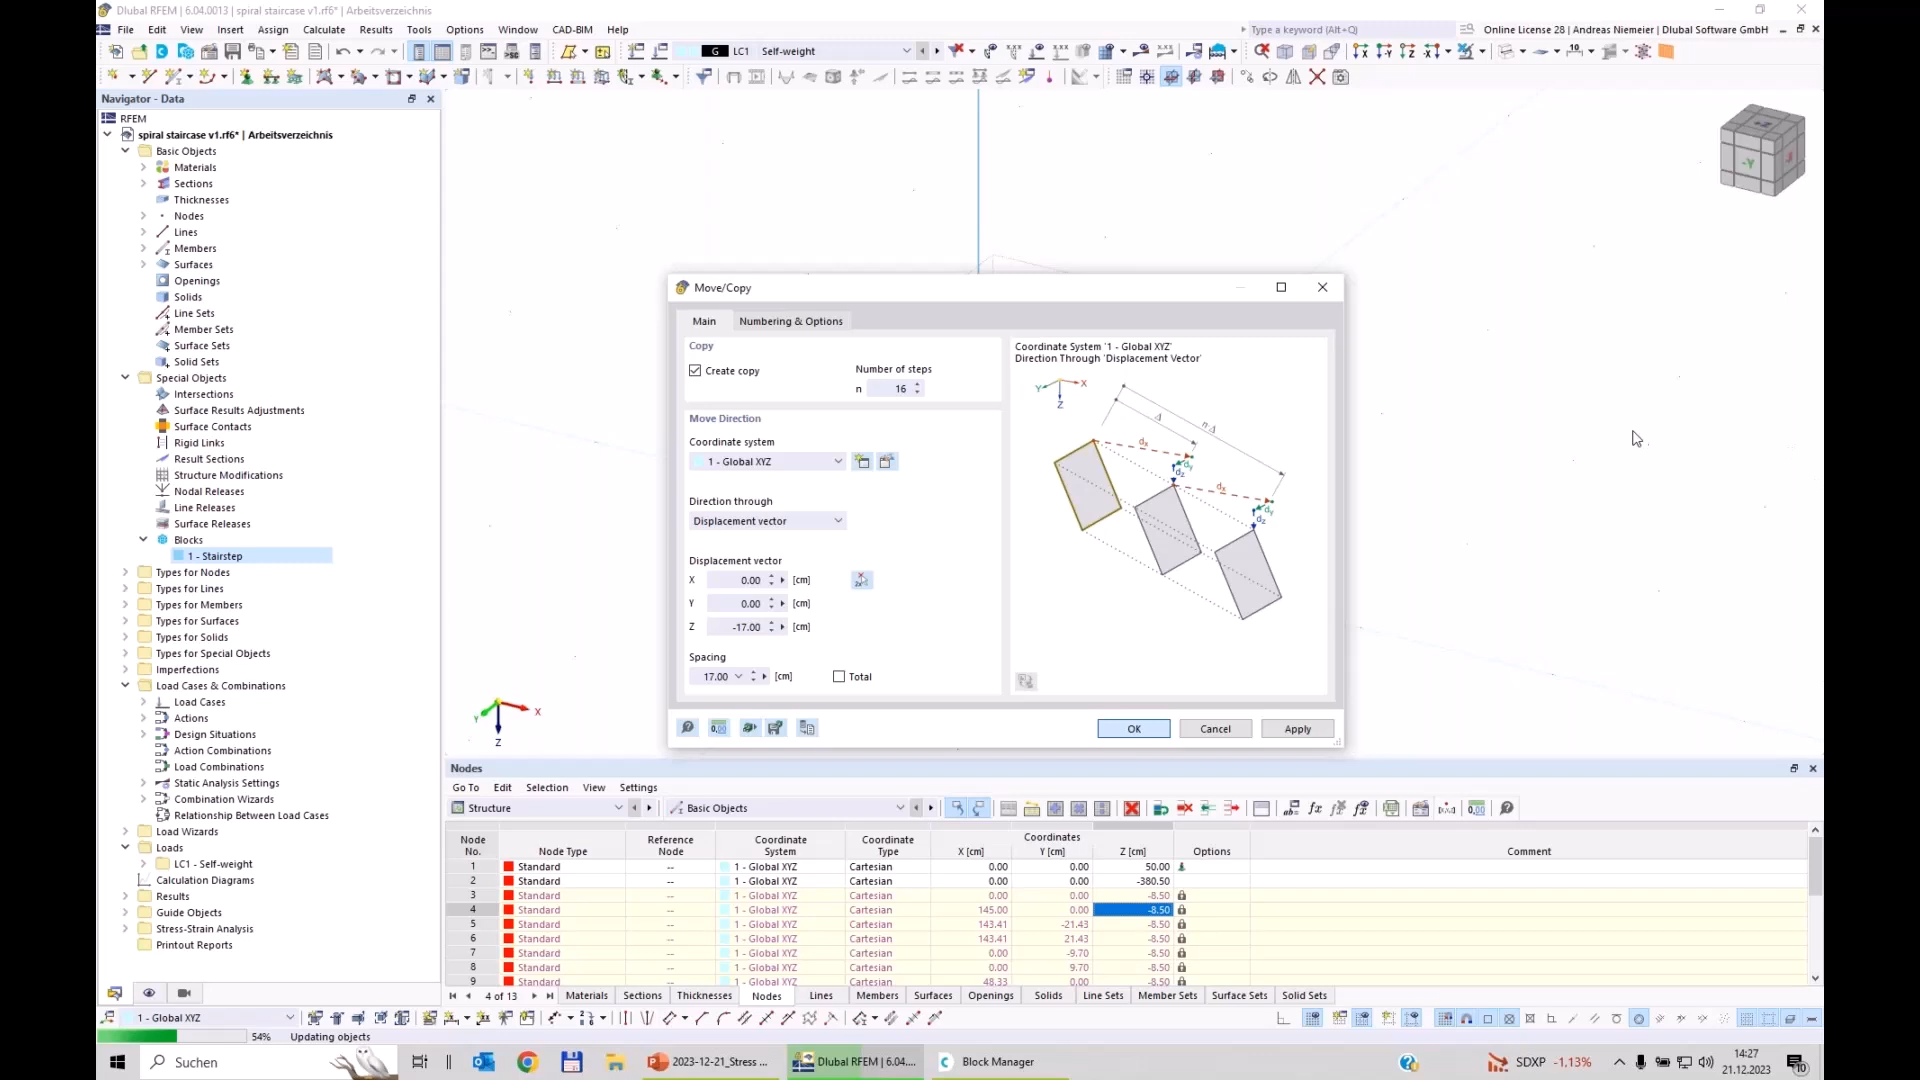 Dlubal RFEM | 6.04.0013 | spiral staircase v1.rf6* | Arbeitsverzeichnis
File Edit View Insert Assign Calculate Results Tools Options Window CAD-BIM Help
Type a keyword (Alt+Q)
Online License 28 | Andreas Niemeier | Dlubal Software GmbH
G LC1 Self-weight
Navigator - Data
RFEM
spiral staircase v1.rf6* | Arbeitsverzeichnis
Basic Objects
Materials
Sections
Thicknesses
Nodes
Lines
Members
Surfaces
Openings
Solids
Line Sets
Member Sets
Surface Sets
Solid Sets
Special Objects
Intersections
Surface Results Adjustments
Surface Contacts
Rigid Links
Result Sections
Structure Modifications
Nodal Releases
Line Releases
Surface Releases
Blocks
1 - Stairstep
Types for Nodes
Types for Lines
Types for Members
Types for Surfaces
Types for Solids
Types for Special Objects
Imperfections
Load Cases & Combinations
Load Cases
Actions
Design Situations
Action Combinations
Load Combinations
Static Analysis Settings
Combination Wizards
Relationship Between Load Cases
Load Wizards
Loads
LC1 - Self-weight
Calculation Diagrams
Results
Guide Objects
Stress-Strain Analysis
Printout Reports
-Y
X
Y
Z
Move/Copy
Main
Numbering & Options
Copy
Create copy
Number of steps
n 16
Move Direction
Coordinate system
1 - Global XYZ
Direction through
Displacement vector
Displacement vector
X 0.00 [cm]
Y 0.00 [cm]
Z -17.00 [cm]
Spacing
17.00 [cm]
Total
Coordinate System '1 - Global XYZ'
Direction Through 'Displacement Vector'
Y X
Z
Δ
n·Δ
dx
dy
dz
dx
dy
dz
OK Cancel Apply
Nodes
Go To Edit Selection View Settings
Structure
Basic Objects
Node No. Node Type Reference Node Coordinate System Coordinate Type Coordinates X [cm] Y [cm] Z [cm] Options Comment
1 Standard -- 1 - Global XYZ Cartesian 0.00 0.00 50.00
2 Standard -- 1 - Global XYZ Cartesian 0.00 0.00 -380.50
3 Standard -- 1 - Global XYZ Cartesian 0.00 0.00 -8.50
4 Standard -- 1 - Global XYZ Cartesian 145.00 0.00 -8.50
5 Standard -- 1 - Global XYZ Cartesian 143.41 -21.43 -8.50
6 Standard -- 1 - Global XYZ Cartesian 143.41 21.43 -8.50
7 Standard -- 1 - Global XYZ Cartesian 0.00 -9.70 -8.50
8 Standard -- 1 - Global XYZ Cartesian 0.00 9.70 -8.50
9 Standard -- 1 - Global XYZ Cartesian 48.33 0.00 -8.50
4 of 13
Materials Sections Thicknesses Nodes Lines Members Surfaces Openings Solids Line Sets Member Sets Surface Sets Solid Sets
1 - Global XYZ
54% Updating objects
Suchen
2023-12-21_Stress ...
Dlubal RFEM | 6.04....
Block Manager
SDXP -1,13%
14:27
21.12.2023
10